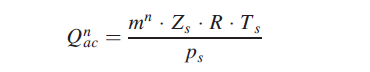 Q_{ac}^{n} = \frac{m^{n} \cdot Z_{s} \cdot R \cdot T_{s}}{p_{s}}